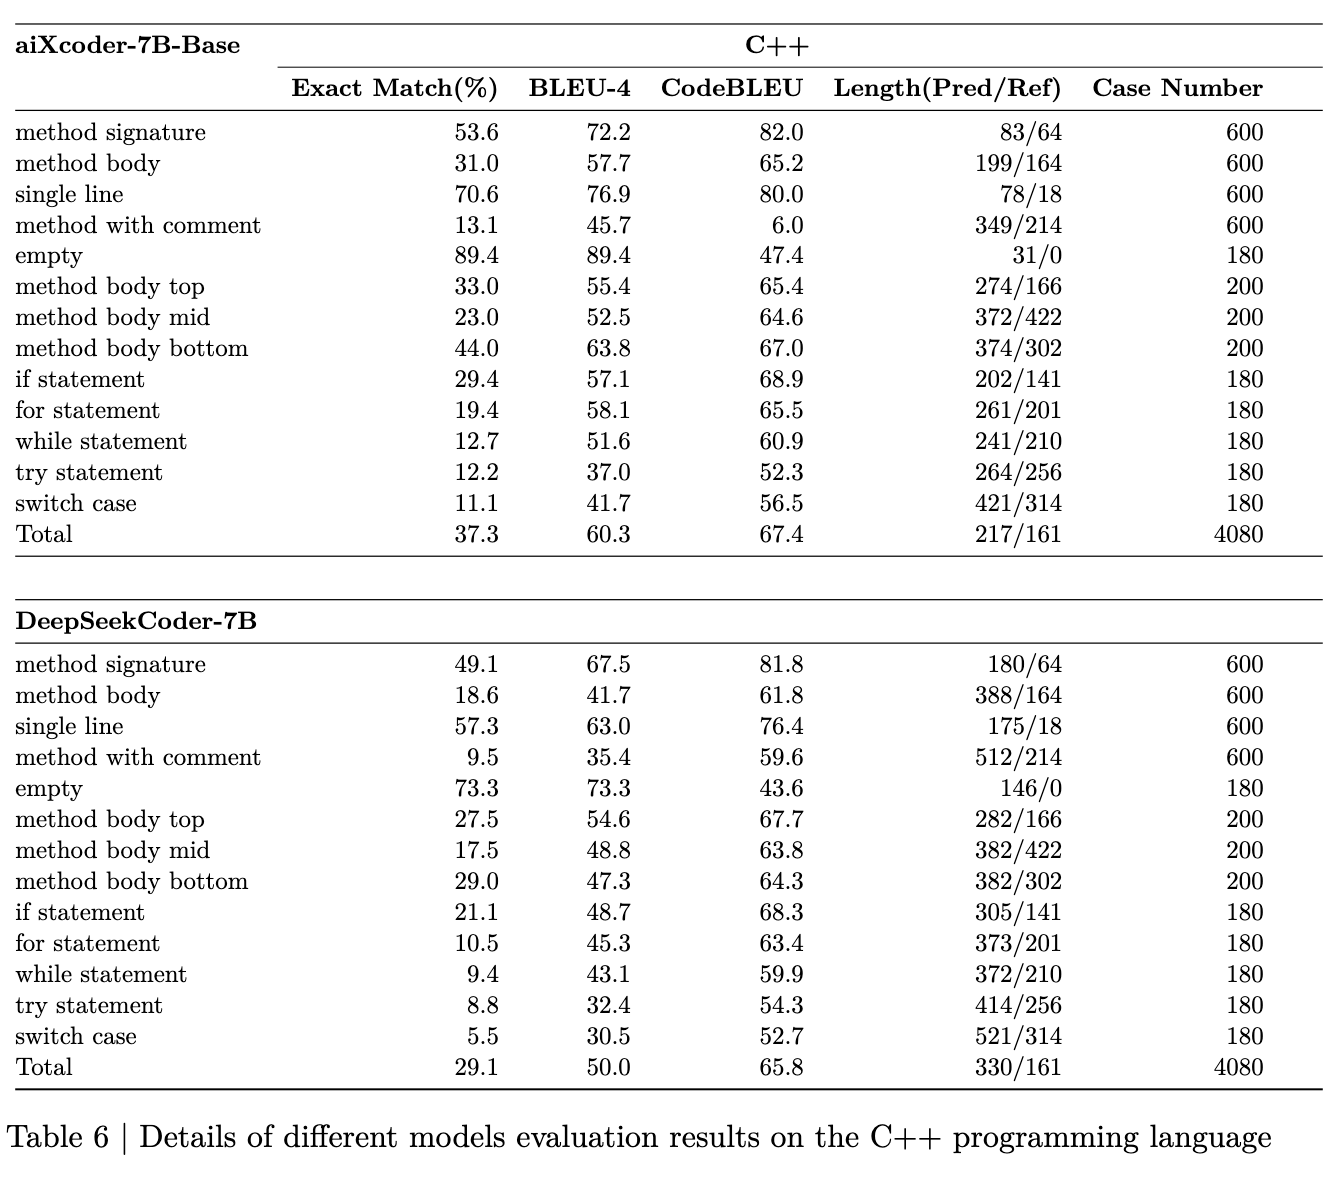 aiXcoder-7B-Base C++
Exact Match(%) BLEU-4 CodeBLEU Length(Pred/Ref) Case Number
method signature 53.6 72.2 82.0 83/64 600
method body 31.0 57.7 65.2 199/164 600
single line 70.6 76.9 80.0 78/18 600
method with comment 13.1 45.7 6.0 349/214 600
empty 89.4 89.4 47.4 31/0 180
method body top 33.0 55.4 65.4 274/166 200
method body mid 23.0 52.5 64.6 372/422 200
method body bottom 44.0 63.8 67.0 374/302 200
if statement 29.4 57.1 68.9 202/141 180
for statement 19.4 58.1 65.5 261/201 180
while statement 12.7 51.6 60.9 241/210 180
try statement 12.2 37.0 52.3 264/256 180
switch case 11.1 41.7 56.5 421/314 180
Total 37.3 60.3 67.4 217/161 4080
DeepSeekCoder-7B
method signature 49.1 67.5 81.8 180/64 600
method body 18.6 41.7 61.8 388/164 600
single line 57.3 63.0 76.4 175/18 600
method with comment 9.5 35.4 59.6 512/214 600
empty 73.3 73.3 43.6 146/0 180
method body top 27.5 54.6 67.7 282/166 200
method body mid 17.5 48.8 63.8 382/422 200
method body bottom 29.0 47.3 64.3 382/302 200
if statement 21.1 48.7 68.3 305/141 180
for statement 10.5 45.3 63.4 373/201 180
while statement 9.4 43.1 59.9 372/210 180
try statement 8.8 32.4 54.3 414/256 180
switch case 5.5 30.5 52.7 521/314 180
Total 29.1 50.0 65.8 330/161 4080
Table 6 | Details of different models evaluation results on the C++ programming language